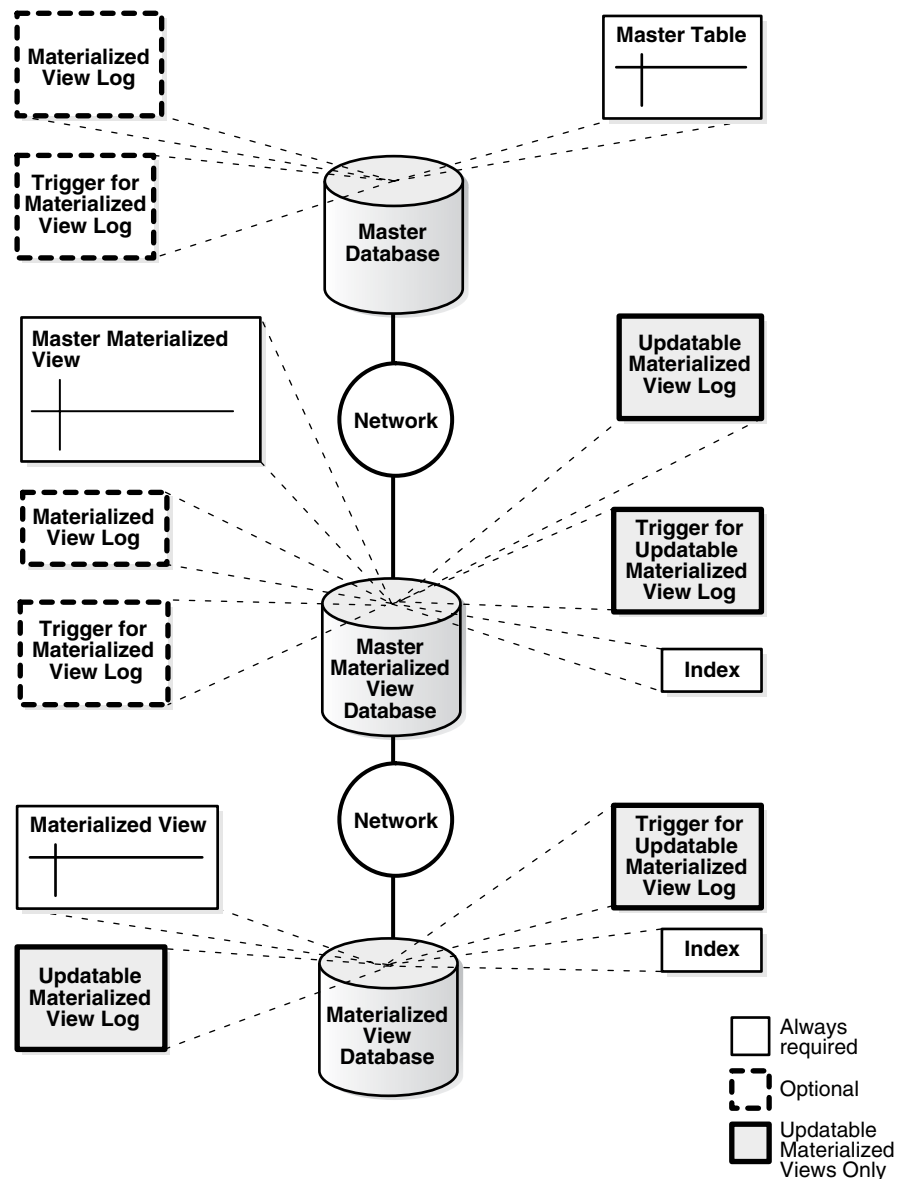 Materialized
View Log
Master Table
Trigger for
Materialized
View Log
Master
Database
Master Materialized
View
Updatable
Materialized
View Log
Network
Materialized
View Log
Trigger for
Updatable
Materialized
View Log
Trigger for
Materialized
View Log
Master
Materialized
View
Database
Index
Materialized View
Network
Trigger for
Updatable
Materialized
View Log
Index
Updatable
Materialized
View Log
Materialized
View
Database
Always
required
Optional
Updatable
Materialized
Views Only